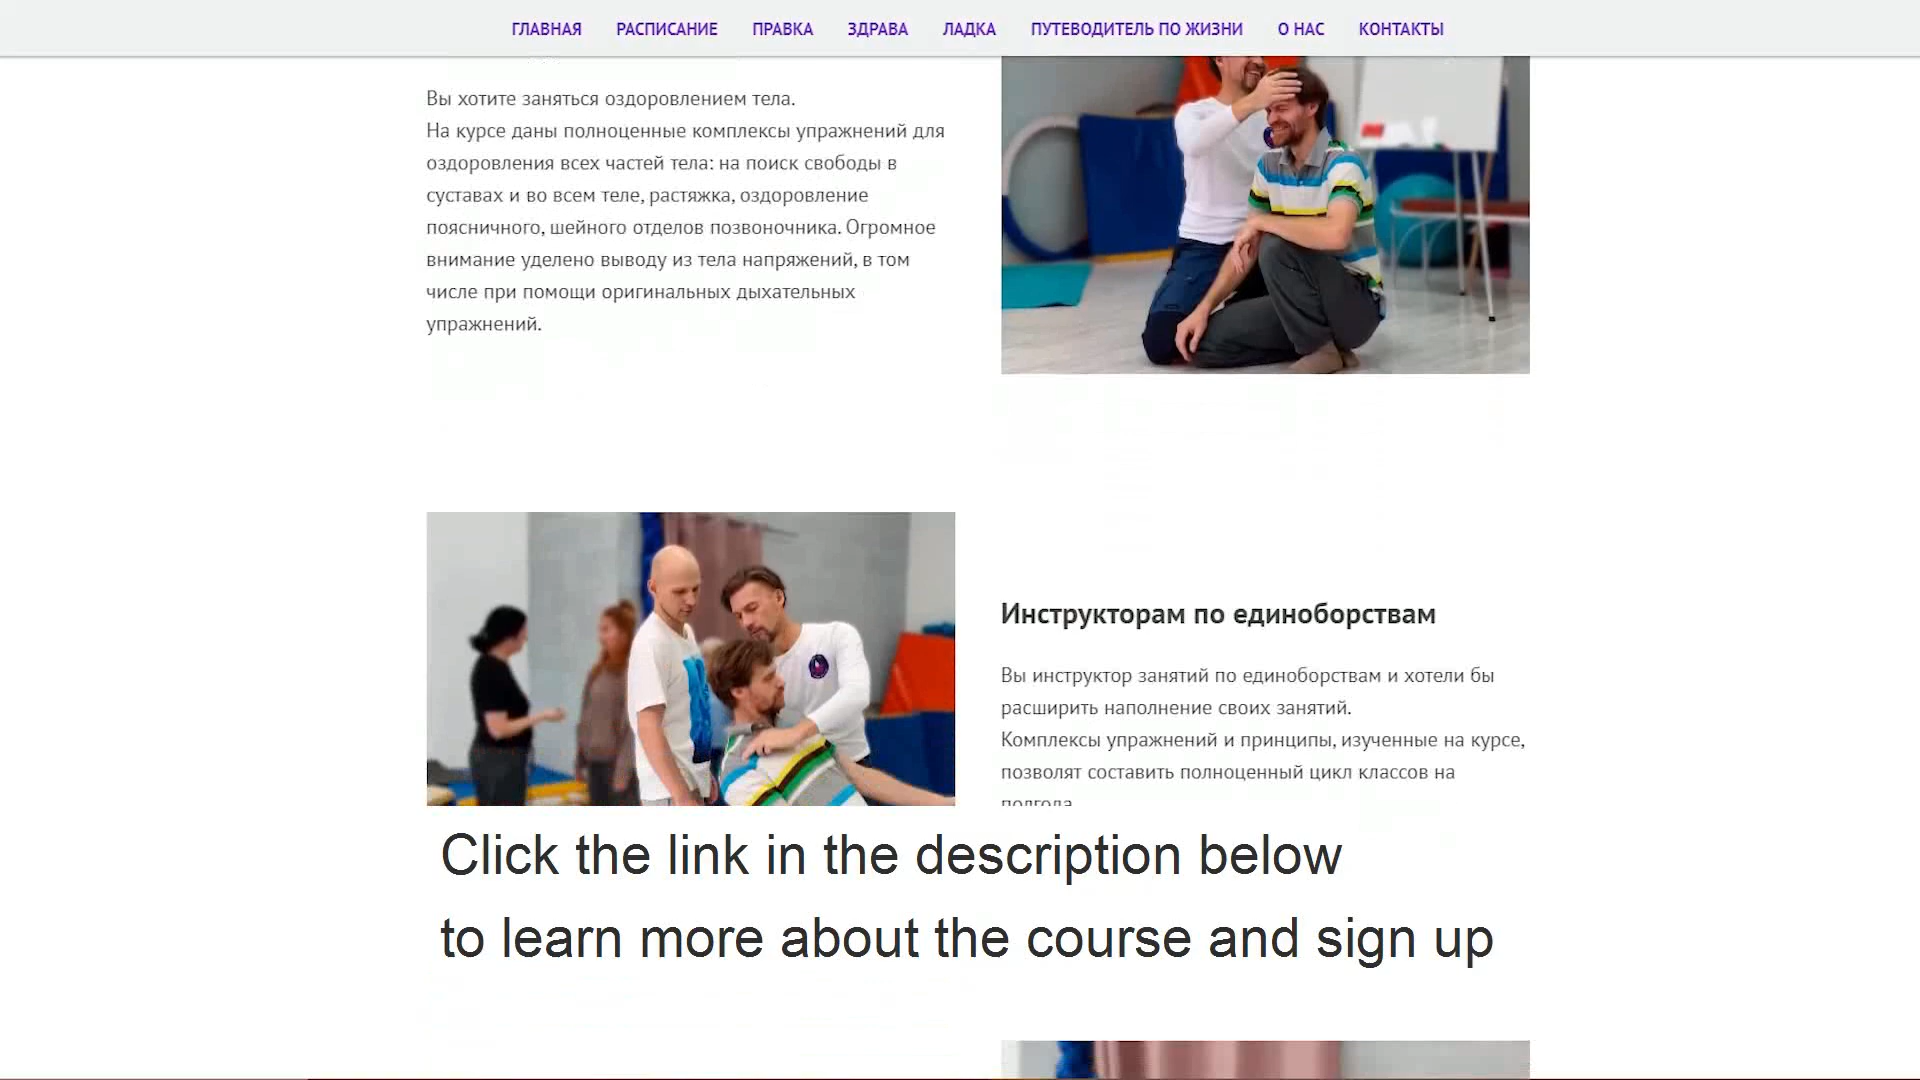 ГЛАВНАЯ РАСПИСАНИЕ ПРАВКА ЗДРАВА ЛАДКА ПУТЕВОДИТЕЛЬ ПО ЖИЗНИ О НАС КОНТАКТЫ
Вы хотите заняться оздоровлением тела.
На курсе даны полноценные комплексы упражнений для
оздоровления всех частей тела: на поиск свободы в
суставах и во всем теле, растяжка, оздоровление
поясничного, шейного отделов позвоночника. Огромное
внимание уделено выводу из тела напряжений, в том
числе при помощи оригинальных дыхательных
упражнений.
Инструкторам по единоборствам
Вы инструктор занятий по единоборствам и хотели бы
расширить наполнение своих занятий.
Комплексы упражнений и принципы, изученные на курсе,
позволят составить полноценный цикл классов на
полгода.
Click the link in the description below
to learn more about the course and sign up